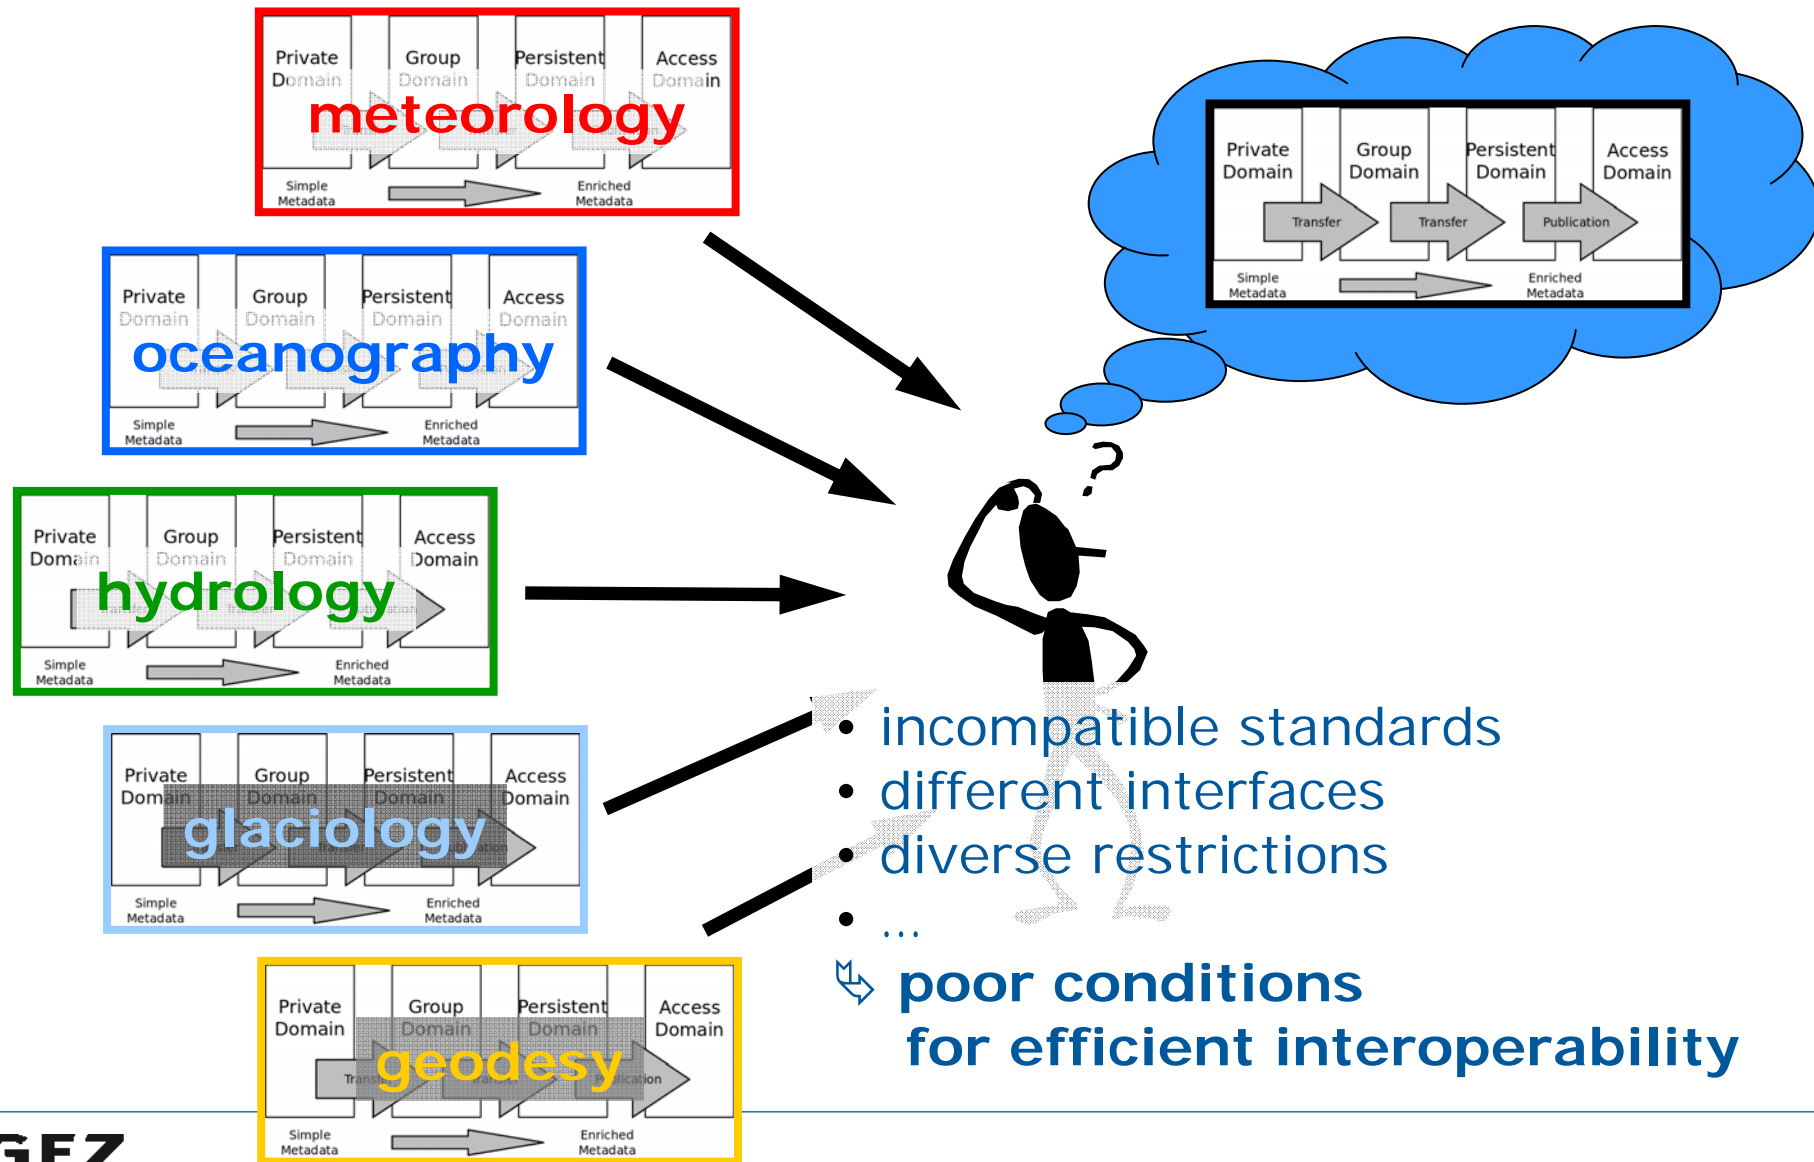 Private Group Persistent Access
Domain Domain Domain Domain
meteorology
Simple Enriched
Metadata Metadata
Private Group Persistent Access
Domain Domain Domain Domain
Transfer Transfer Publication
Simple Enriched
Metadata Metadata
Private Group Persistent Access
Domain Domain Domain Domain
oceanography
Simple Enriched
Metadata Metadata
?
Private Group Persistent Access
Domain Domain Domain Domain
hydrology
Simple Enriched
Metadata Metadata
Private Group Persistent Access
Domain Domain Domain Domain
glaciology
Simple Enriched
Metadata Metadata
• incompatible standards
• different interfaces
• diverse restrictions
• ...
poor conditions
for efficient interoperability
Private Group Persistent Access
Domain Domain Domain Domain
geodesy
Simple Enriched
Metadata Metadata
GFZ